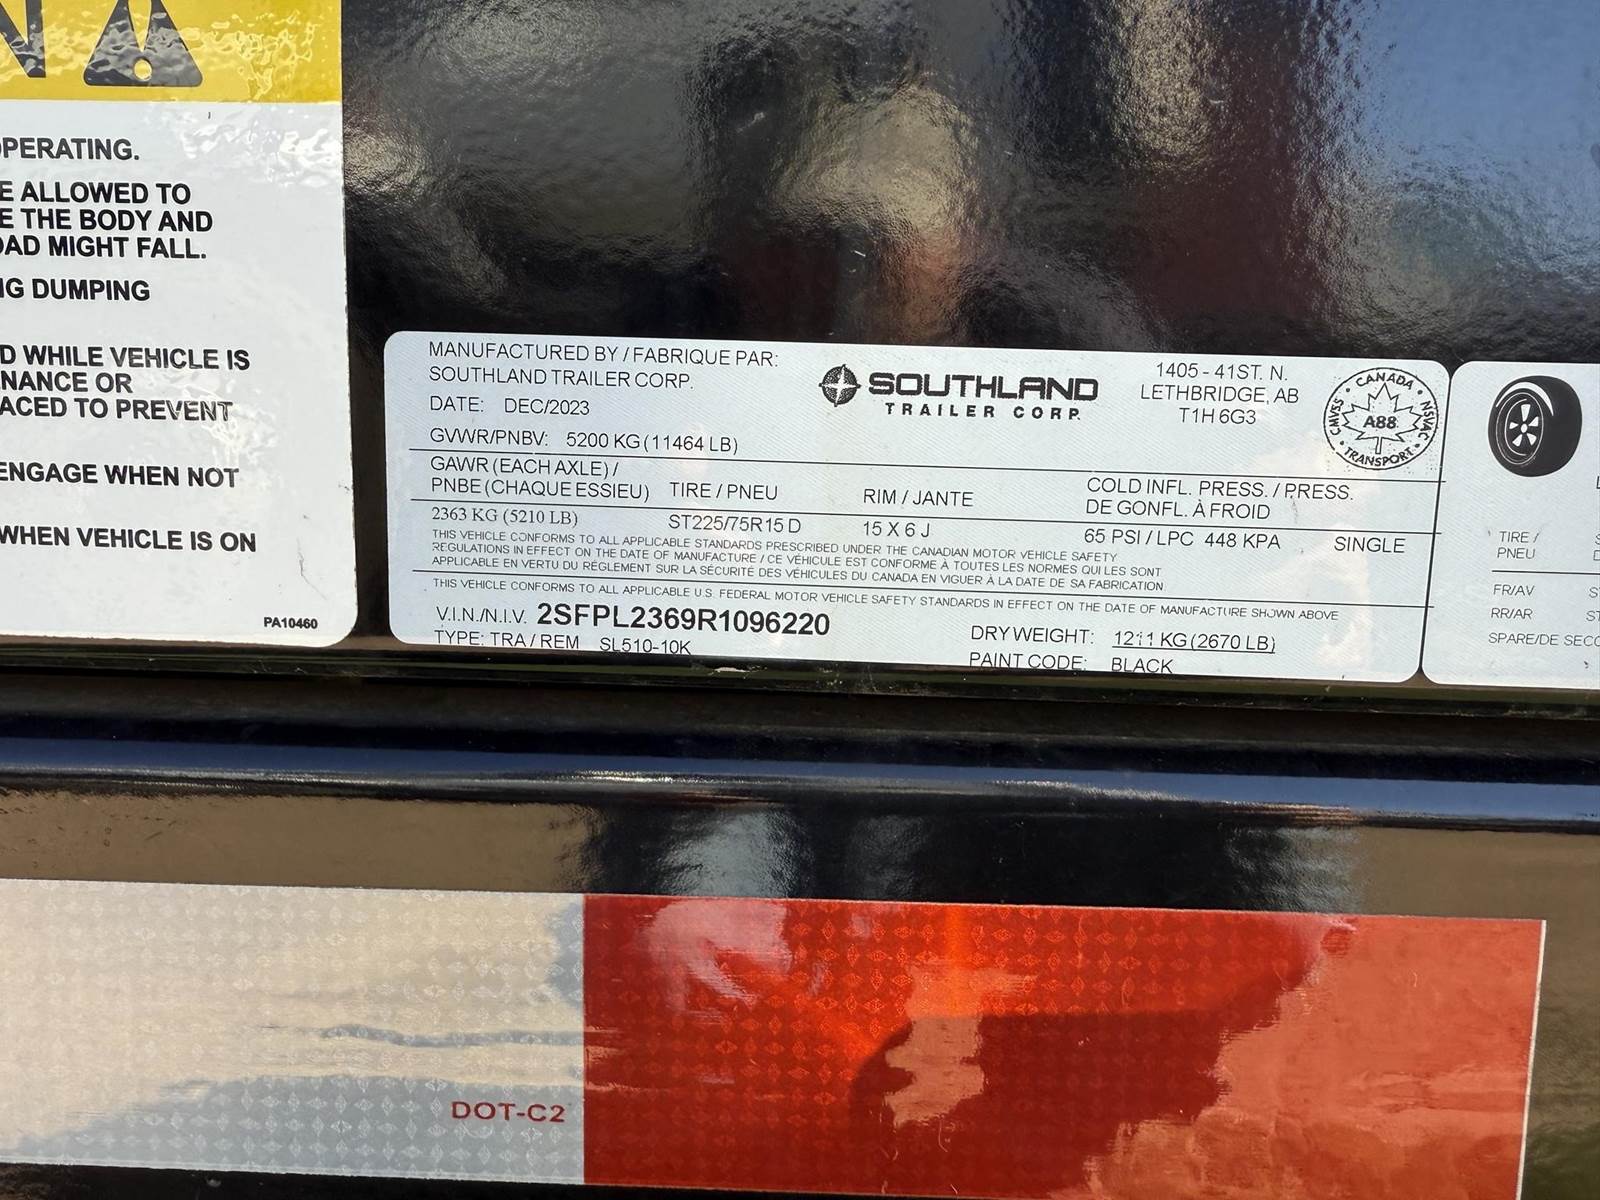 N
PERATING.
E ALLOWED TO
E THE BODY AND
OAD MIGHT FALL.
NG DUMPING
D WHILE VEHICLE IS
NANCE OR
ACED TO PREVENT
ENGAGE WHEN NOT
WHEN VEHICLE IS ON
PA10460
MANUFACTURED BY / FABRIQUE PAR:
SOUTHLAND TRAILER CORP.
DATE: DEC/2023
GVWR/PNBV: 5200 KG (11464 LB)
SOUTHLAND
TRAILER CORP.
1405 - 41ST. N.
LETHBRIDGE, AB
T1H 6G3
CANADA
CMVSS NSVAC
A88
TRANSPORT
GAWR (EACH AXLE) /
PNBE (CHAQUE ESSIEU) TIRE / PNEU RIM / JANTE COLD INFL. PRESS. / PRESS.
DE GONFL. À FROID
2363 KG (5210 LB) ST225/75R15 D 15 X 6 J 65 PSI / LPC 448 KPA SINGLE
THIS VEHICLE CONFORMS TO ALL APPLICABLE STANDARDS PRESCRIBED UNDER THE CANADIAN MOTOR VEHICLE SAFETY
REGULATIONS IN EFFECT ON THE DATE OF MANUFACTURE / CE VÉHICULE EST CONFORME À TOUTES LES NORMES QUI LES SONT
APPLICABLE EN VERTU DU RÉGLEMENT SUR LA SÉCURITÉ DES VÉHICULES DU CANADA EN VIGUER À LA DATE DE SA FABRICATION
THIS VEHICLE CONFORMS TO ALL APPLICABLE U.S. FEDERAL MOTOR VEHICLE SAFETY STANDARDS IN EFFECT ON THE DATE OF MANUFACTURE SHOWN ABOVE
V.I.N./N.I.V. 2SFPL2369R1096220
TYPE: TRA / REM SL510-10K
DRY WEIGHT: 1211 KG (2670 LB)
PAINT CODE: BLACK
TIRE /
PNEU
FR/AV
RR/AR
SPARE/DE SECO
DOT-C2